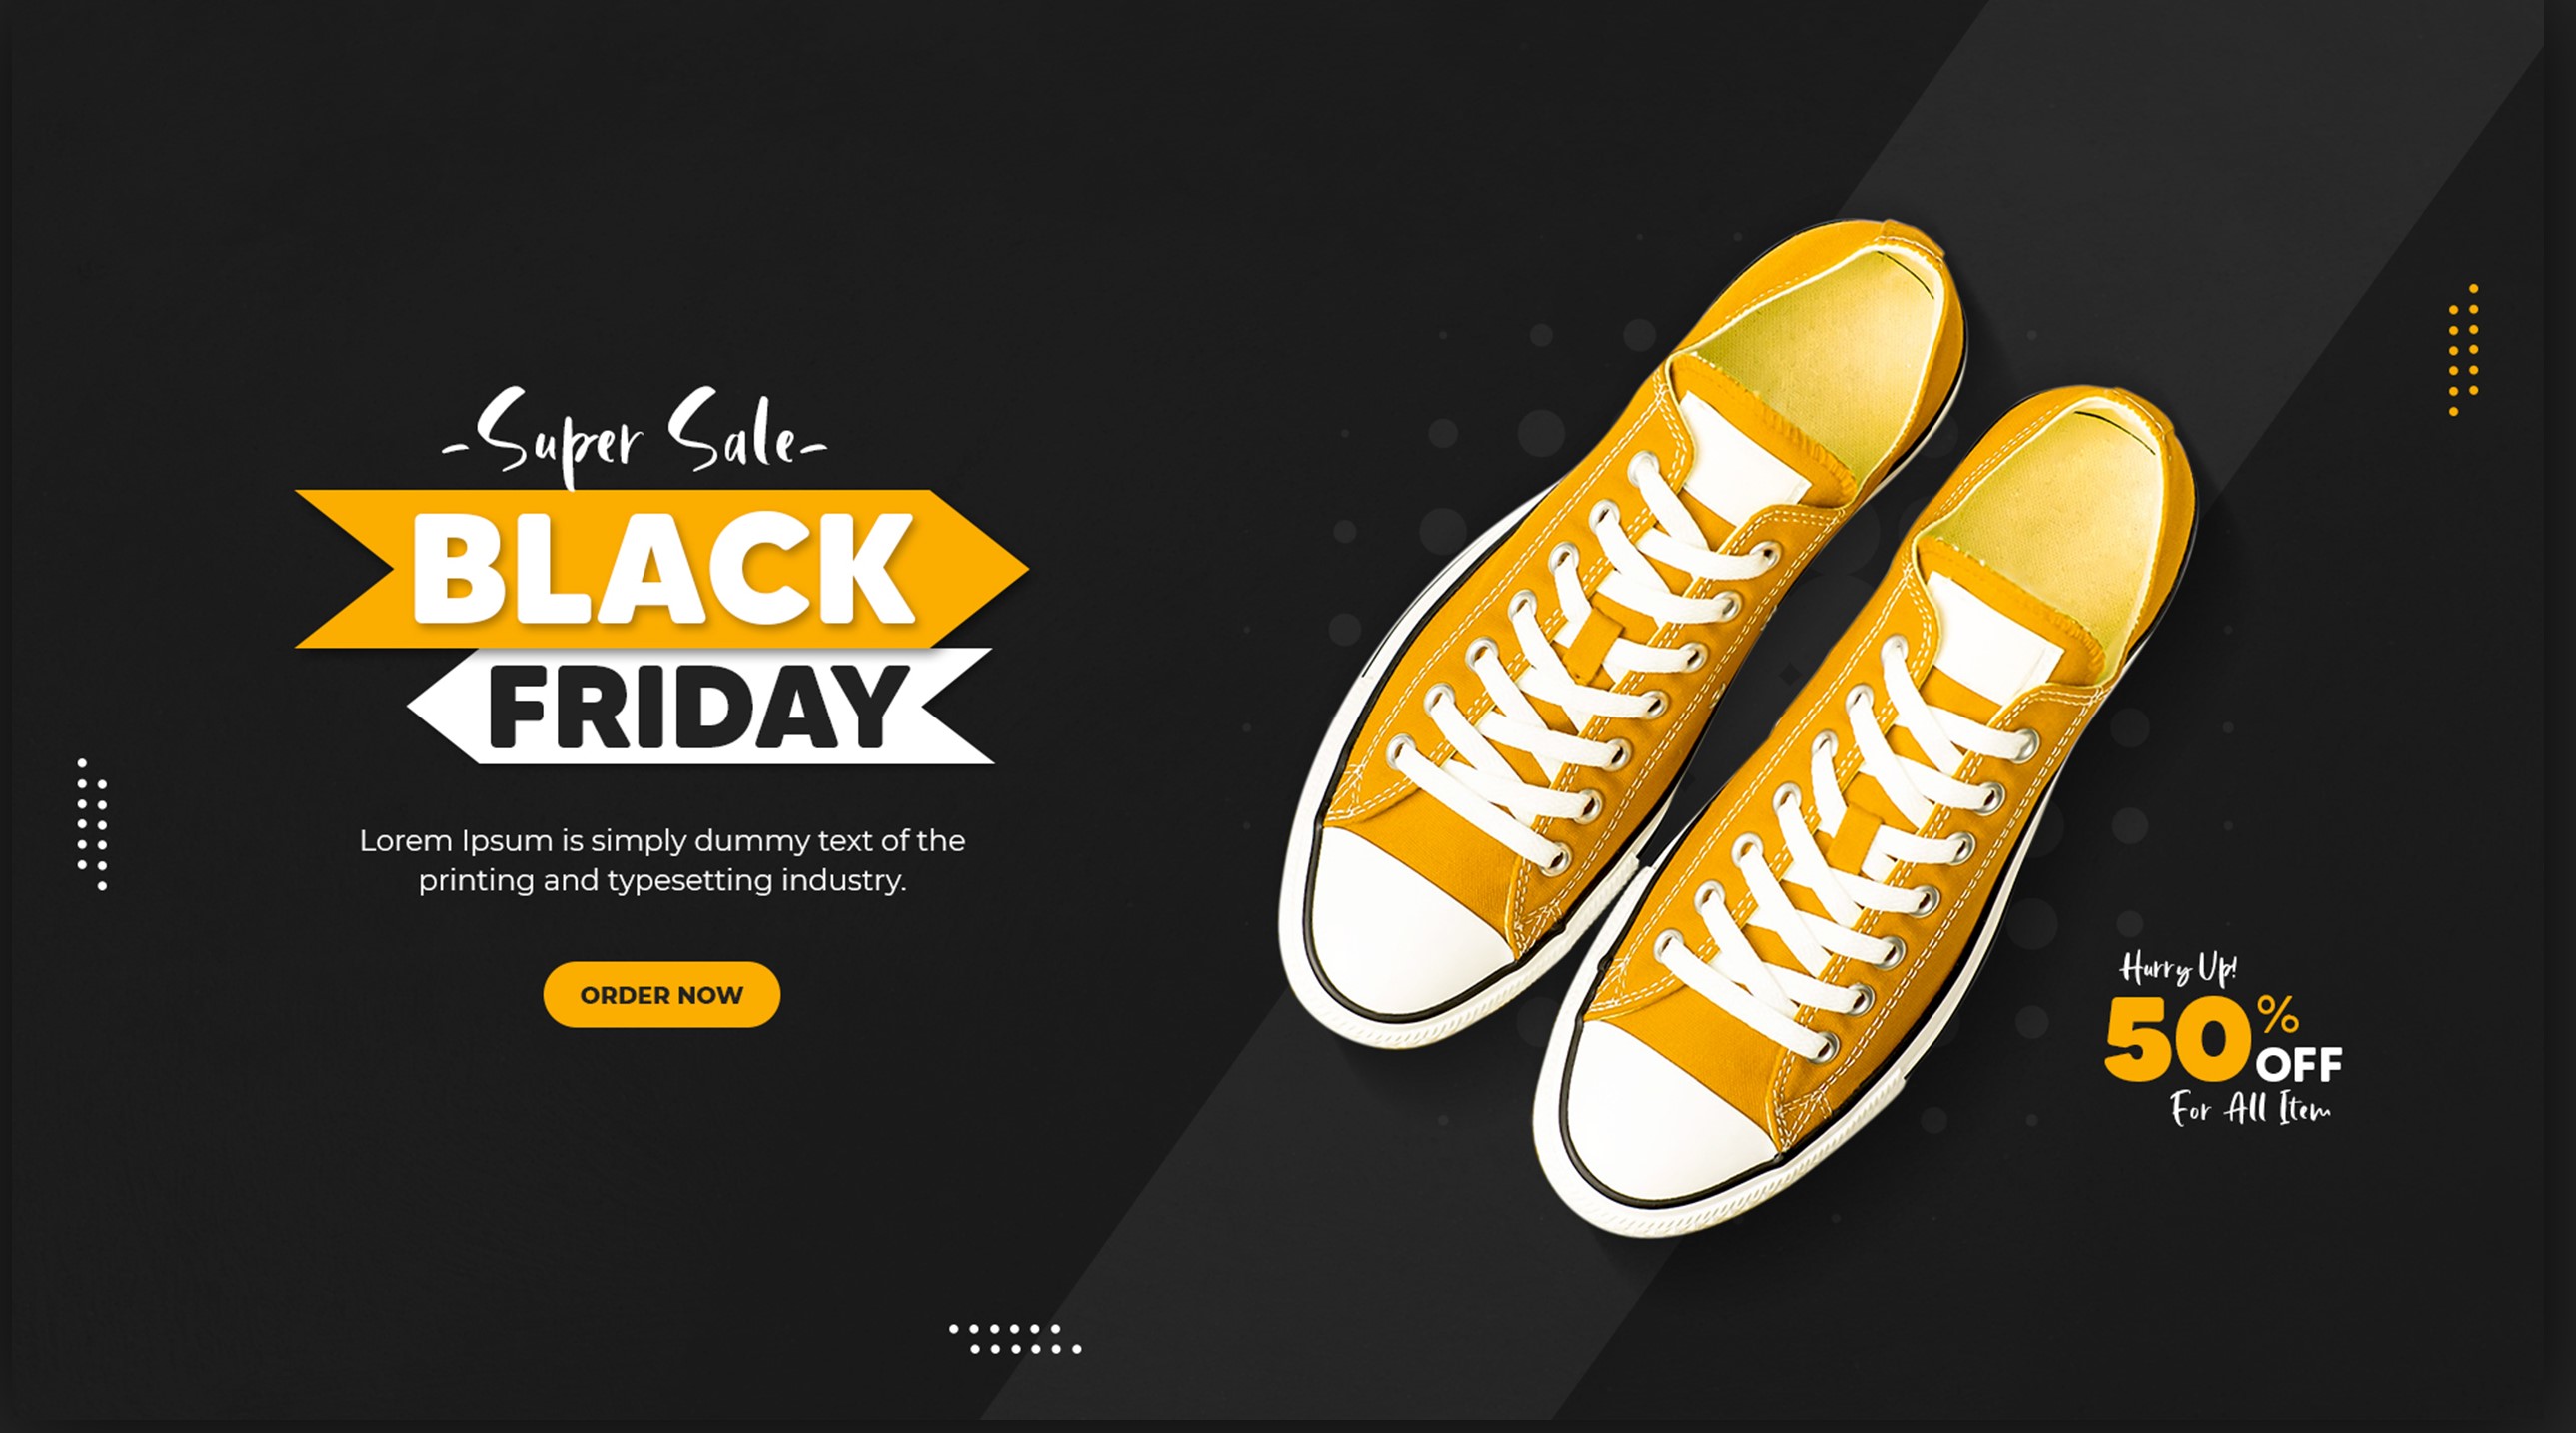 -Super Sale-
BLACK
FRIDAY
Lorem Ipsum is simply dummy text of the
printing and typesetting industry.
ORDER NOW
Hurry Up!
50%
OFF
For All Item